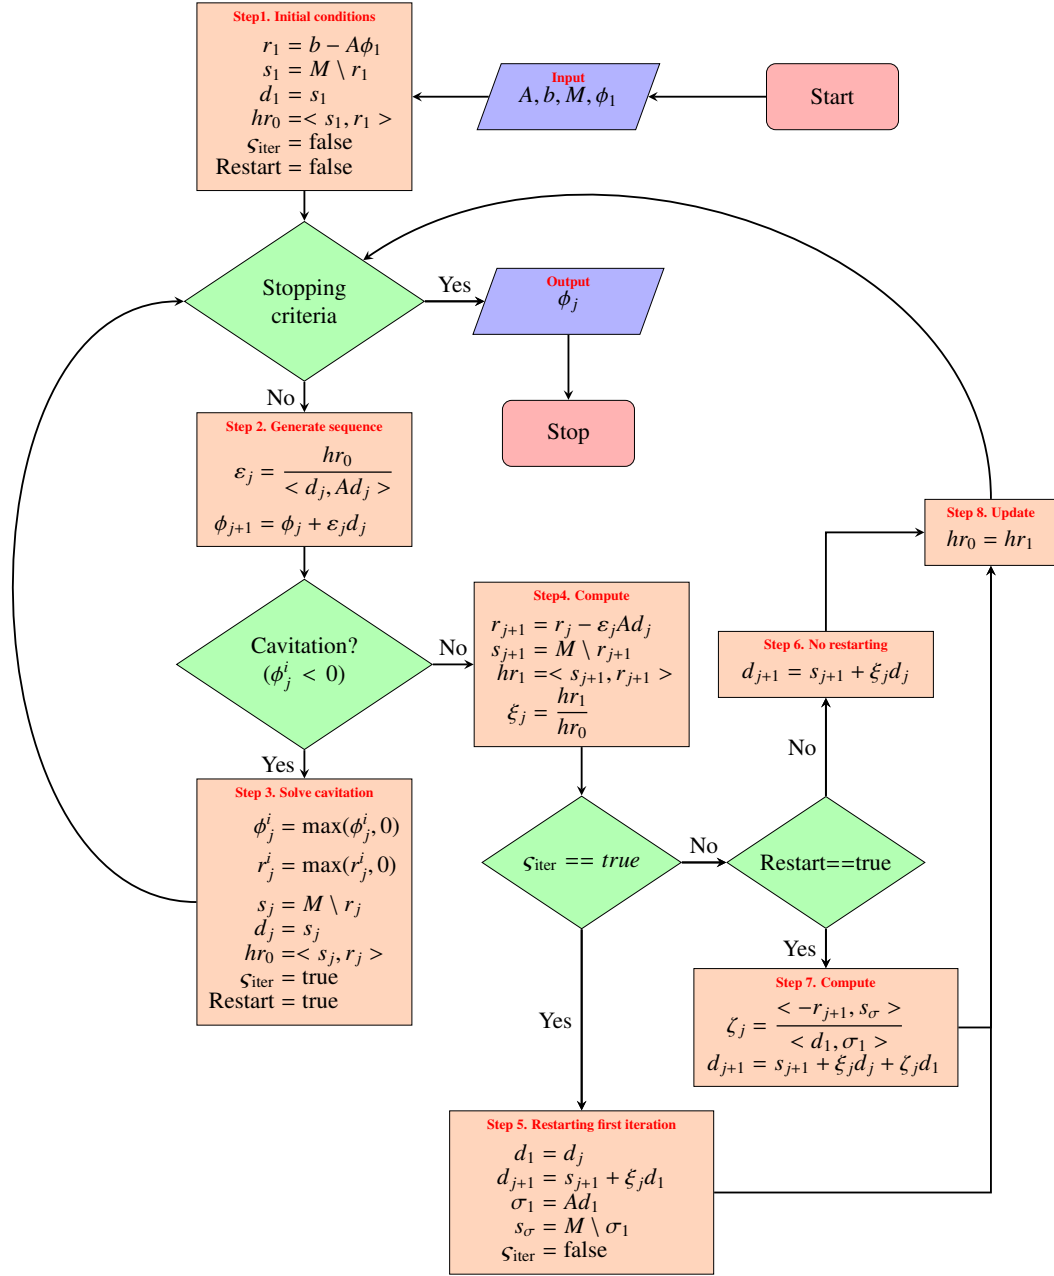 Start
Input
A, b, M, ϕ₁
Step1. Initial conditions
r₁ = b − Aϕ₁
s₁ = M \ r₁
d₁ = s₁
hr₀ =< s₁, r₁ >
ς_iter = false
Restart = false
Stopping
criteria
Yes
Output
ϕ_j
Stop
No
Step 2. Generate sequence
ε_j = hr₀ / < d_j, Ad_j >
ϕ_{j+1} = ϕ_j + ε_j d_j
Cavitation?
(ϕ_j^i < 0)
No
Yes
Step 3. Solve cavitation
ϕ_j^i = max(ϕ_j^i, 0)
r_j^i = max(r_j^i, 0)
s_j = M \ r_j
d_j = s_j
hr₀ =< s_j, r_j >
ς_iter = true
Restart = true
Step4. Compute
r_{j+1} = r_j − ε_j Ad_j
s_{j+1} = M \ r_{j+1}
hr₁ =< s_{j+1}, r_{j+1} >
ξ_j = hr₁ / hr₀
ς_iter == true
No
Yes
Step 5. Restarting first iteration
d₁ = d_j
d_{j+1} = s_{j+1} + ξ_j d₁
σ₁ = Ad₁
s_σ = M \ σ₁
ς_iter = false
Restart==true
No
Step 6. No restarting
d_{j+1} = s_{j+1} + ξ_j d_j
Yes
Step 7. Compute
ζ_j = < −r_{j+1}, s_σ > / < d₁, σ₁ >
d_{j+1} = s_{j+1} + ξ_j d_j + ζ_j d₁
Step 8. Update
hr₀ = hr₁